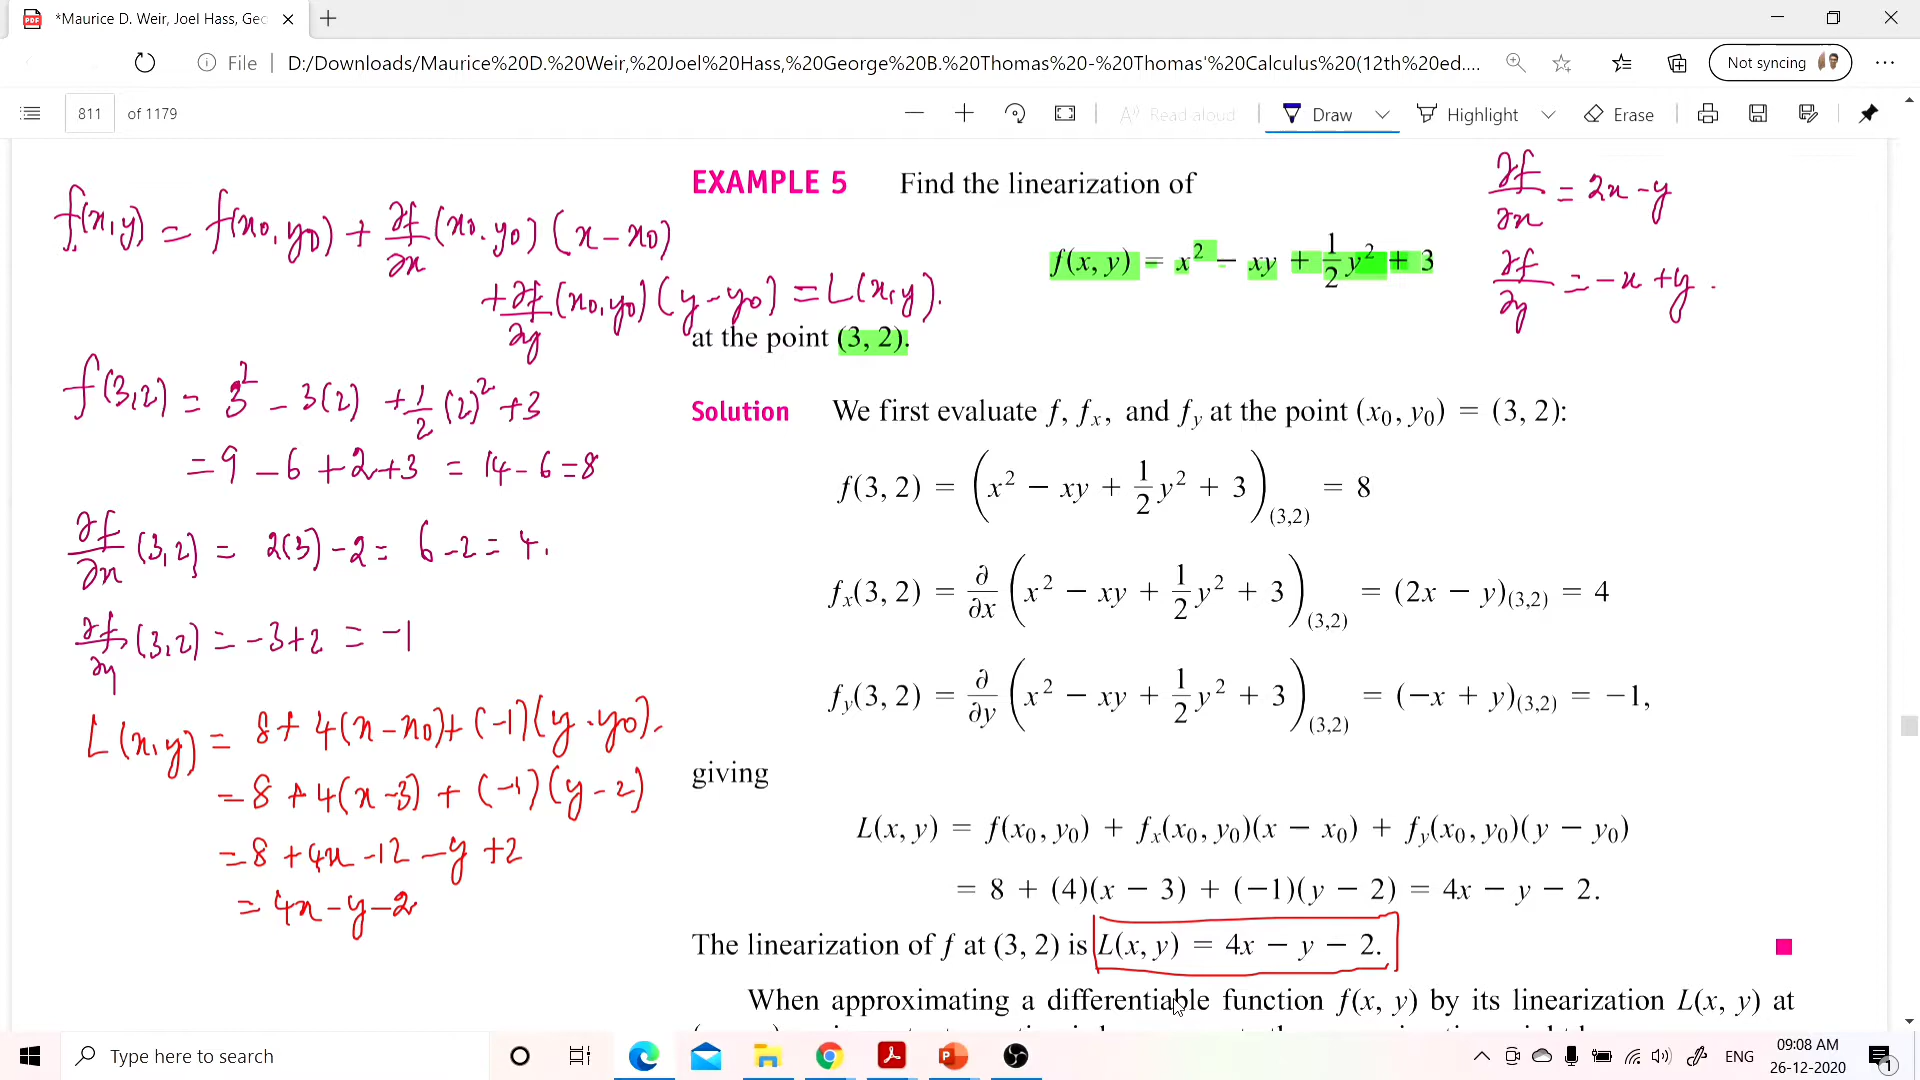 *Maurice D. Weir, Joel Hass, Geo
File
D:/Downloads/Maurice%20D.%20Weir,%20Joel%20Hass,%20George%20B.%20Thomas%20-%20Thomas'%20Calculus%20(12th%20ed....
Not syncing
811 of 1179
Read aloud
Draw
Highlight
Erase
f(x,y) = f(x0,y0) + ∂f/∂x (x0.y0) (x-x0)
+∂f/∂y (x0,y0) (y-y0) = L(x,y).
f(3,2) = 3² - 3(2) + 1/2 (2)² + 3
= 9 - 6 + 2 + 3 = 14 - 6 = 8
∂f/∂x (3,2) = 2(3) - 2 = 6 - 2 = 4.
∂f/∂y (3,2) = -3+2 = -1
L(x,y) = 8 + 4(x-x0) + (-1)(y-y0).
= 8 + 4(x-3) + (-1)(y-2)
= 8 + 4x - 12 - y + 2
= 4x - y - 2
EXAMPLE 5 Find the linearization of
f(x, y) = x² − xy + 1/2 y² + 3
at the point (3, 2).
∂f/∂x = 2x - y
∂f/∂y = -x + y .
Solution We first evaluate f, fₓ, and f_y at the point (x₀, y₀) = (3, 2):
f(3, 2) = (x² − xy + 1/2 y² + 3)(3,2) = 8
fₓ(3, 2) = ∂/∂x (x² − xy + 1/2 y² + 3)(3,2) = (2x − y)(3,2) = 4
f_y(3, 2) = ∂/∂y (x² − xy + 1/2 y² + 3)(3,2) = (−x + y)(3,2) = −1,
giving
L(x, y) = f(x₀, y₀) + fₓ(x₀, y₀)(x − x₀) + f_y(x₀, y₀)(y − y₀)
= 8 + (4)(x − 3) + (−1)(y − 2) = 4x − y − 2.
The linearization of f at (3, 2) is L(x, y) = 4x − y − 2.
When approximating a differentiable function f(x, y) by its linearization L(x, y) at
Type here to search
ENG
09:08 AM
26-12-2020
1